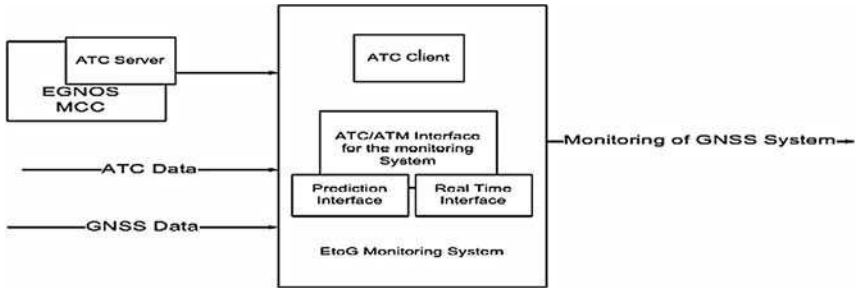 ATC Server
EGNOS
MCC
ATC Data
GNSS Data
ATC Client
ATC/ATM Interface
for the monitoring
System
Prediction
Interface
Real Time
Interface
EtoG Monitoring System
Monitoring of GNSS System